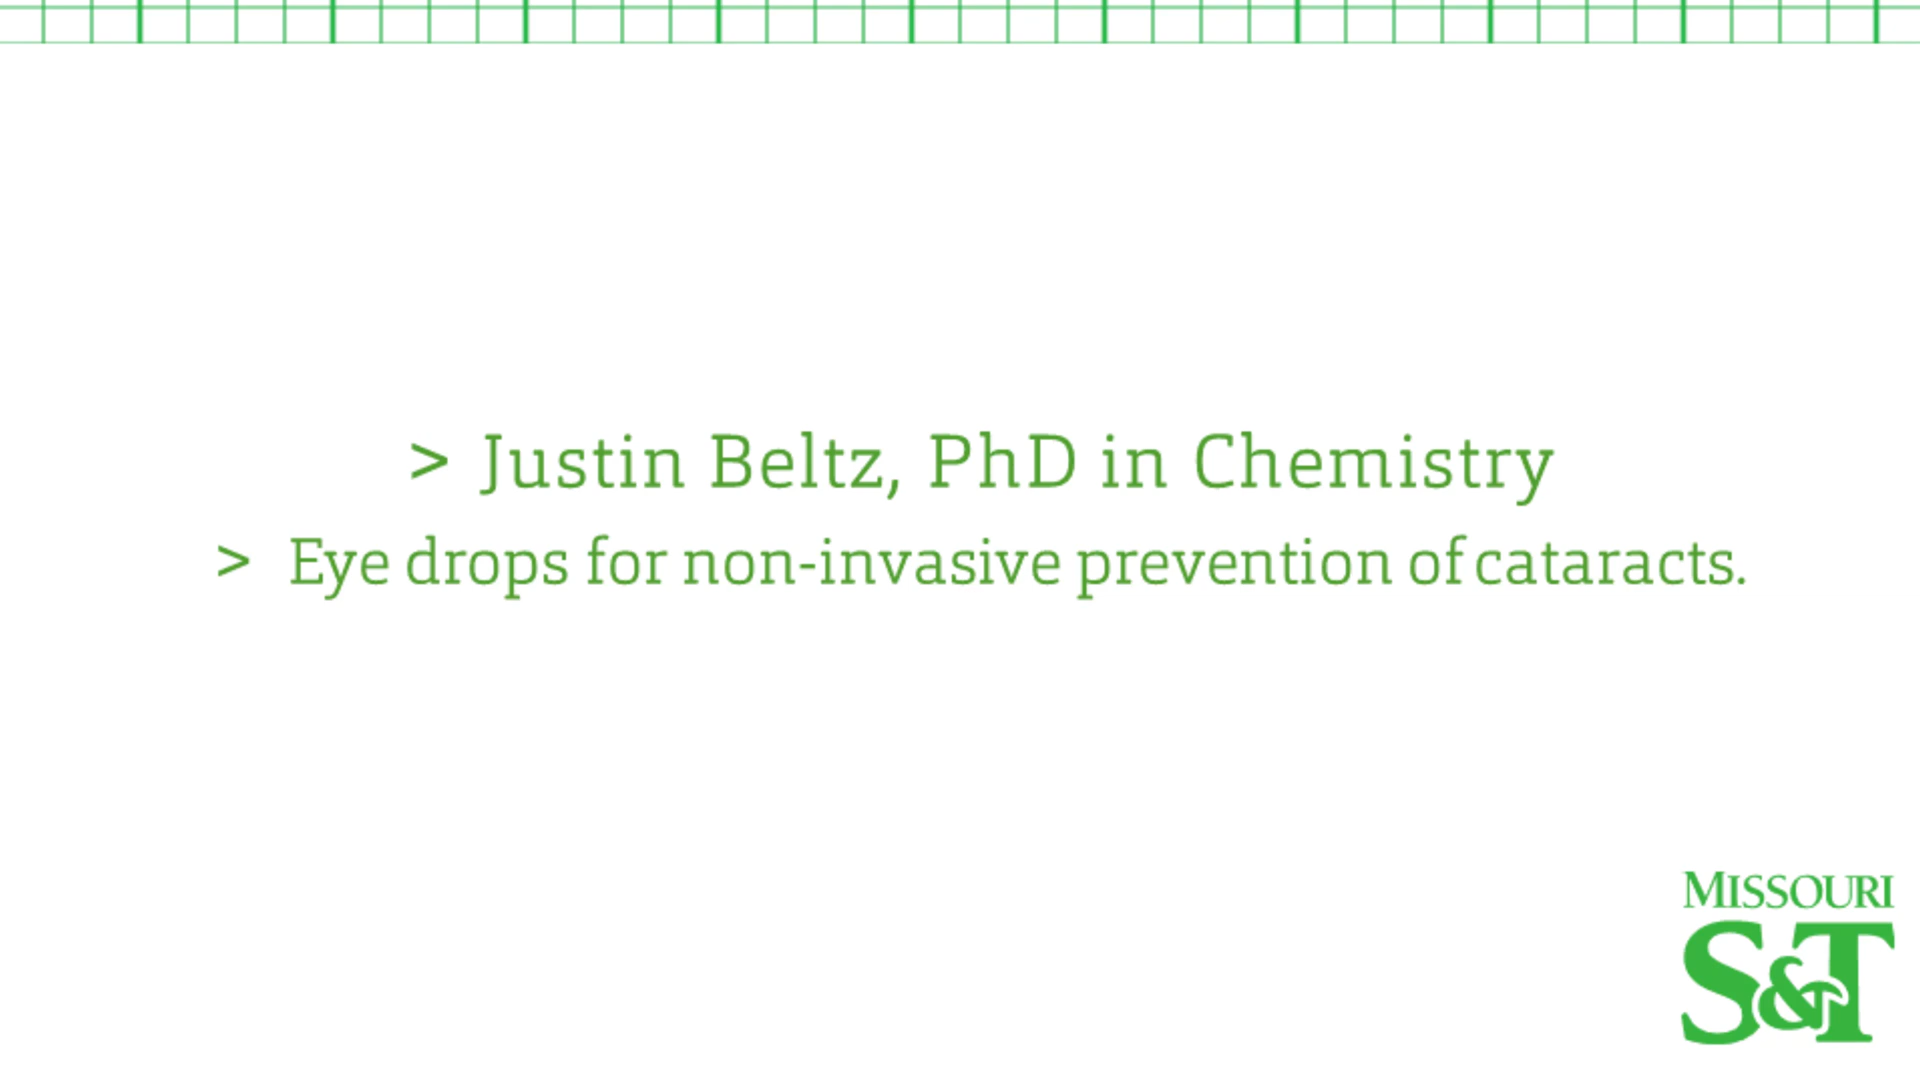 > Justin Beltz, PhD in Chemistry
> Eye drops for non-invasive prevention of cataracts.
MISSOURI
S&T